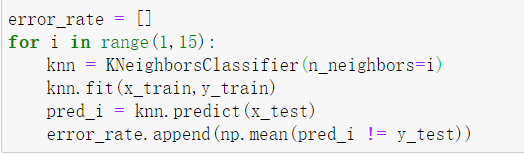 error_rate = []
for i in range(1,15):
    knn = KNeighborsClassifier(n_neighbors=i)
    knn.fit(x_train,y_train)
    pred_i = knn.predict(x_test)
    error_rate.append(np.mean(pred_i != y_test))